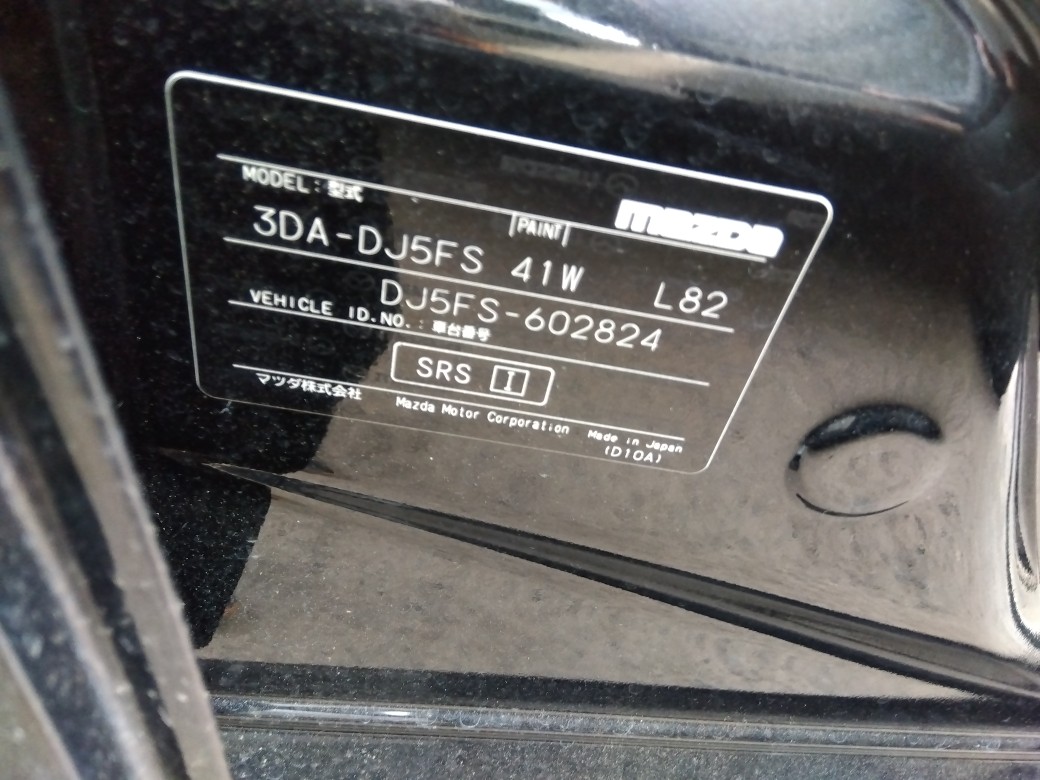 MODEL : 型式
PAINT
mazda
3DA-DJ5FS 41W L82
DJ5FS-602824
VEHICLE ID.NO. : 車台番号
SRS I
マツダ株式会社 Mazda Motor Corporation Made in Japan
(D10A)